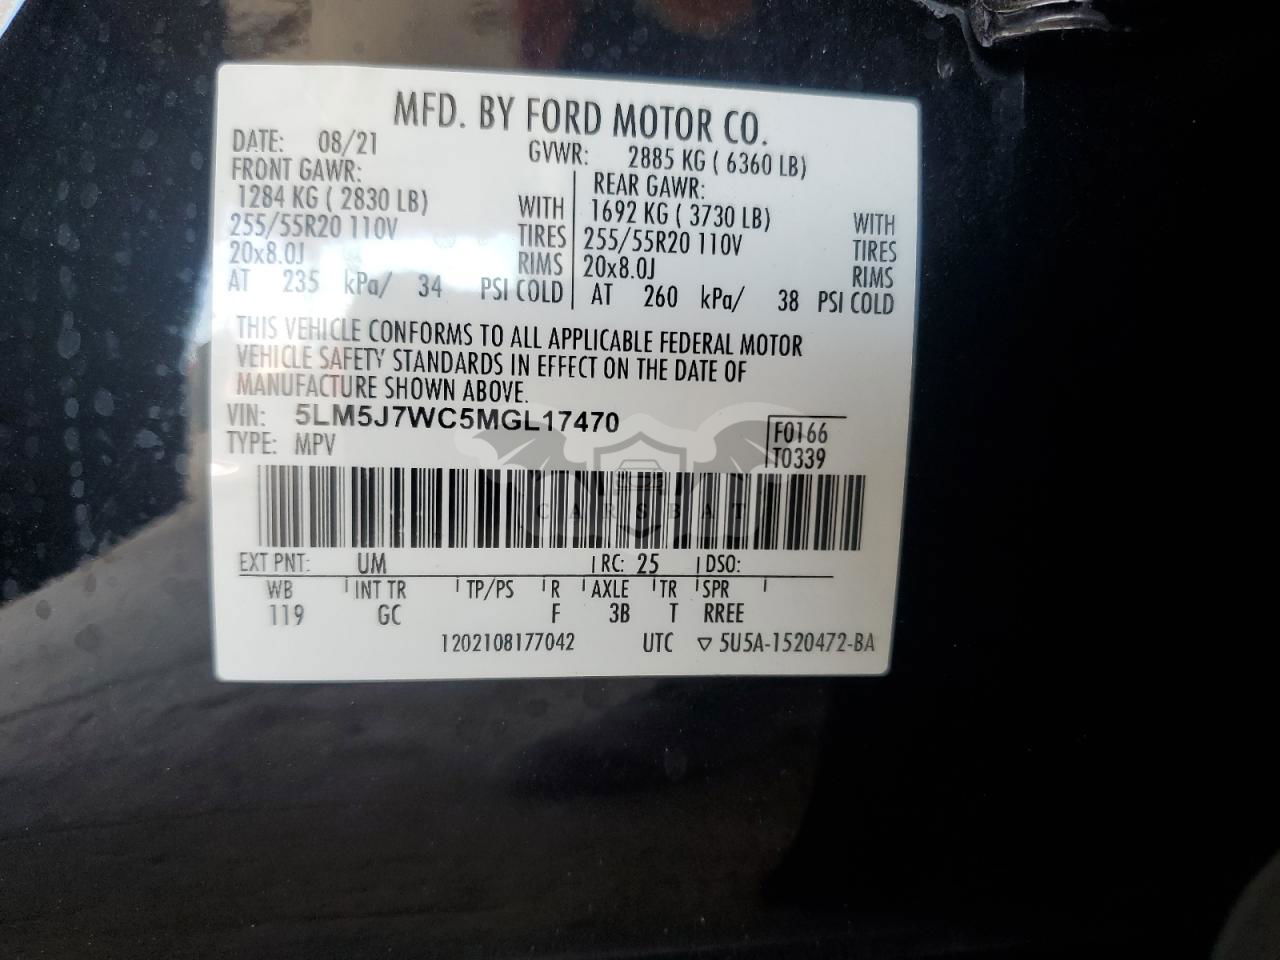 MFD. BY FORD MOTOR CO.
DATE: 08/21 GVWR: 2885 KG ( 6360 LB)
FRONT GAWR: REAR GAWR:
1284 KG ( 2830 LB) WITH 1692 KG ( 3730 LB) WITH
255/55R20 110V TIRES 255/55R20 110V TIRES
20x8.0J RIMS 20x8.0J RIMS
AT 235 kPa/ 34 PSI COLD AT 260 kPa/ 38 PSI COLD
THIS VEHICLE CONFORMS TO ALL APPLICABLE FEDERAL MOTOR
VEHICLE SAFETY STANDARDS IN EFFECT ON THE DATE OF
MANUFACTURE SHOWN ABOVE.
VIN: 5LM5J7WC5MGL17470 F0166
TYPE: MPV T0339
CARSBAT
EXT PNT: UM RC: 25 DSO:
WB INT TR TP/PS R AXLE TR SPR
119 GC F 3B T RREE
1202108177042 UTC ▽ 5U5A-1520472-BA